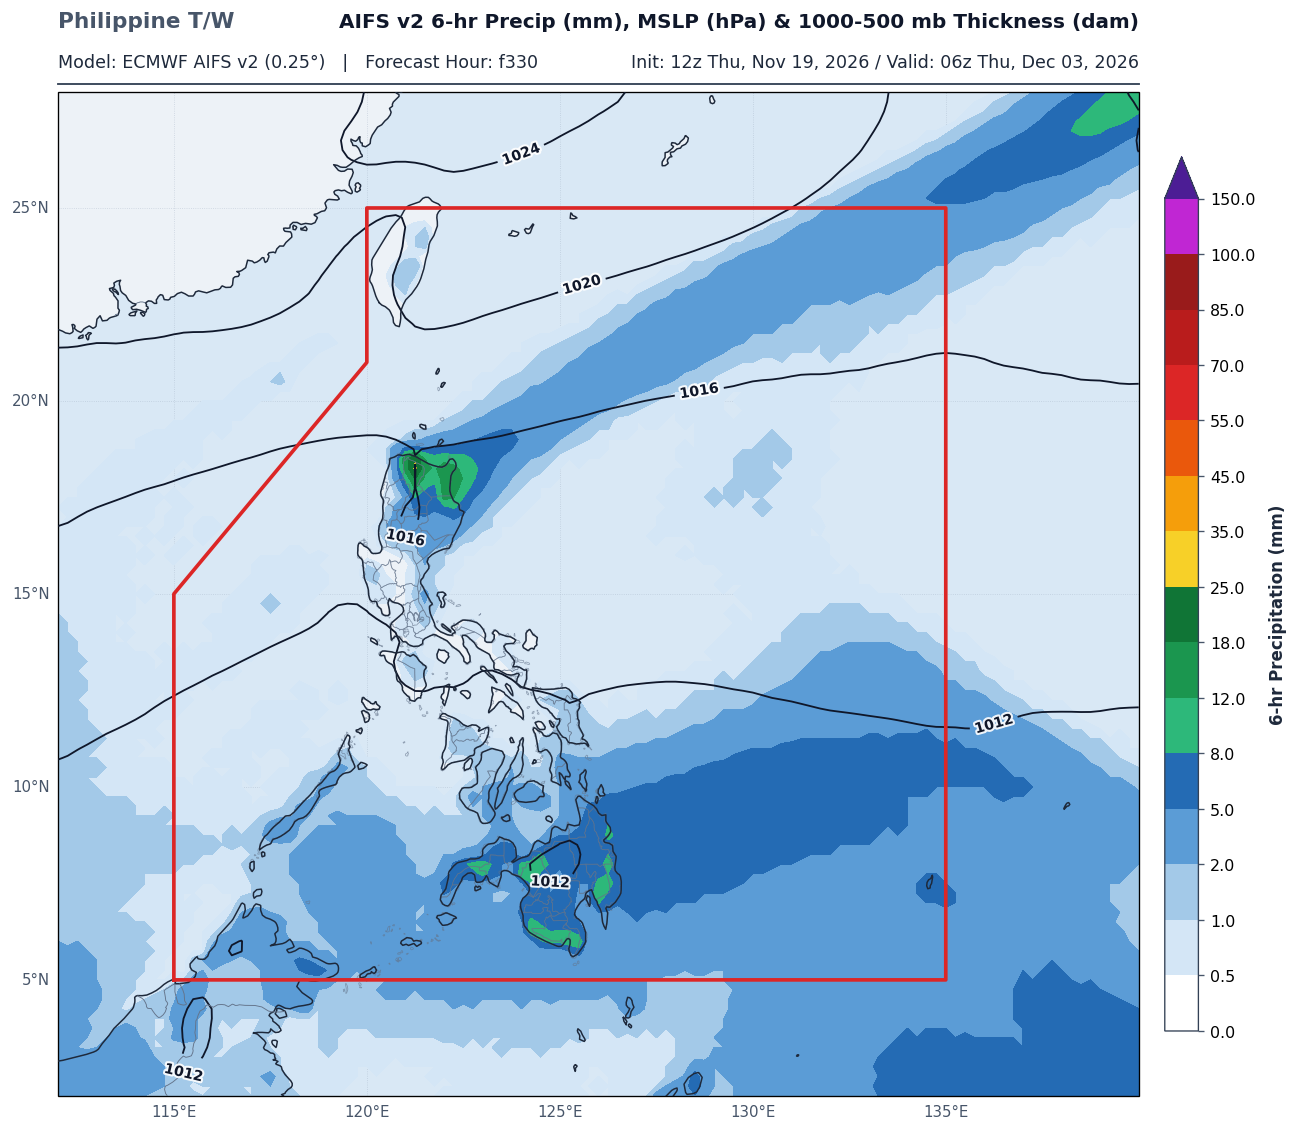 Philippine T/W
AIFS v2 6-hr Precip (mm), MSLP (hPa) & 1000-500 mb Thickness (dam)
Model: ECMWF AIFS v2 (0.25°)   |   Forecast Hour: f330
Init: 12z Thu, Nov 19, 2026 / Valid: 06z Thu, Dec 03, 2026
1024
1020
1016
1016
1012
1012
1012
25°N
20°N
15°N
10°N
5°N
115°E
120°E
125°E
130°E
135°E
150.0
100.0
85.0
70.0
55.0
45.0
35.0
25.0
18.0
12.0
8.0
5.0
2.0
1.0
0.5
0.0
6-hr Precipitation (mm)